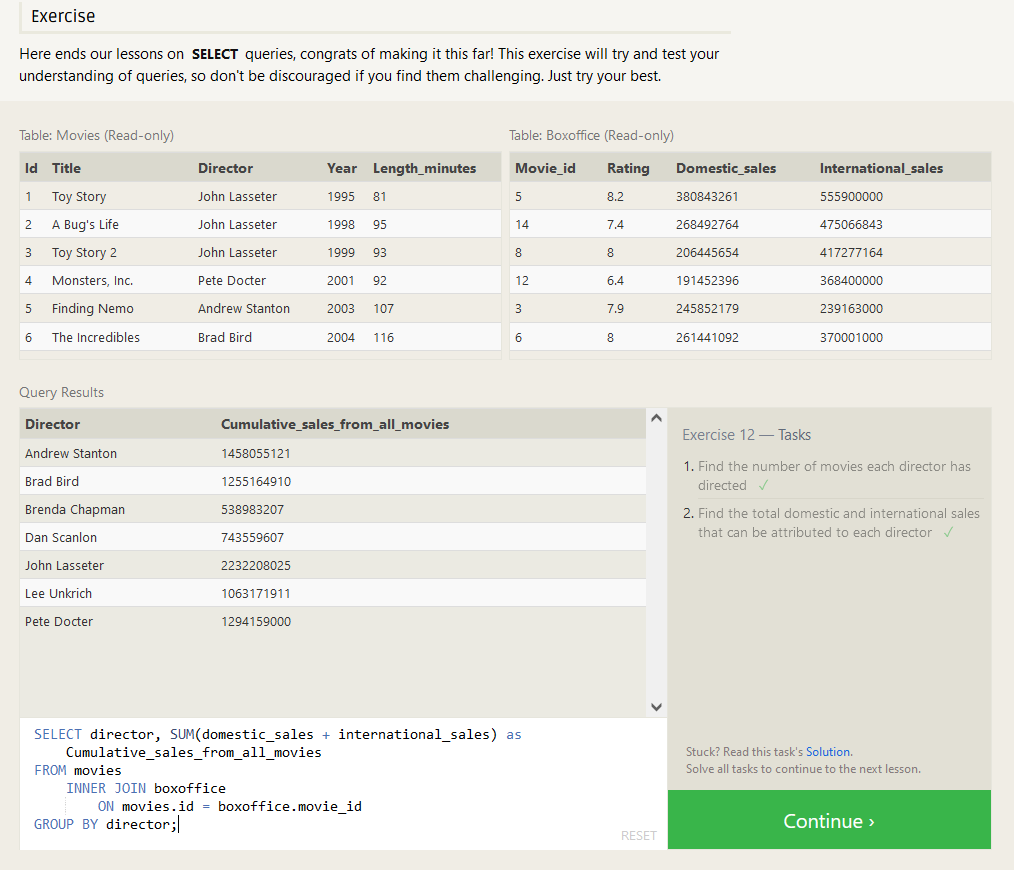 Exercise
Here ends our lessons on SELECT queries, congrats of making it this far! This exercise will try and test your
understanding of queries, so don't be discouraged if you find them challenging. Just try your best.
Table: Movies (Read-only)
Id Title Director Year Length_minutes
1 Toy Story John Lasseter 1995 81
2 A Bug's Life John Lasseter 1998 95
3 Toy Story 2 John Lasseter 1999 93
4 Monsters, Inc. Pete Docter 2001 92
5 Finding Nemo Andrew Stanton 2003 107
6 The Incredibles Brad Bird 2004 116
Table: Boxoffice (Read-only)
Movie_id Rating Domestic_sales International_sales
5 8.2 380843261 555900000
14 7.4 268492764 475066843
8 8 206445654 417277164
12 6.4 191452396 368400000
3 7.9 245852179 239163000
6 8 261441092 370001000
Query Results
Director Cumulative_sales_from_all_movies
Andrew Stanton 1458055121
Brad Bird 1255164910
Brenda Chapman 538983207
Dan Scanlon 743559607
John Lasseter 2232208025
Lee Unkrich 1063171911
Pete Docter 1294159000
SELECT director, SUM(domestic_sales + international_sales) as
Cumulative_sales_from_all_movies
FROM movies
INNER JOIN boxoffice
ON movies.id = boxoffice.movie_id
GROUP BY director;
RESET
Exercise 12 — Tasks
1. Find the number of movies each director has
directed ✓
2. Find the total domestic and international sales
that can be attributed to each director ✓
Stuck? Read this task's Solution.
Solve all tasks to continue to the next lesson.
Continue ›